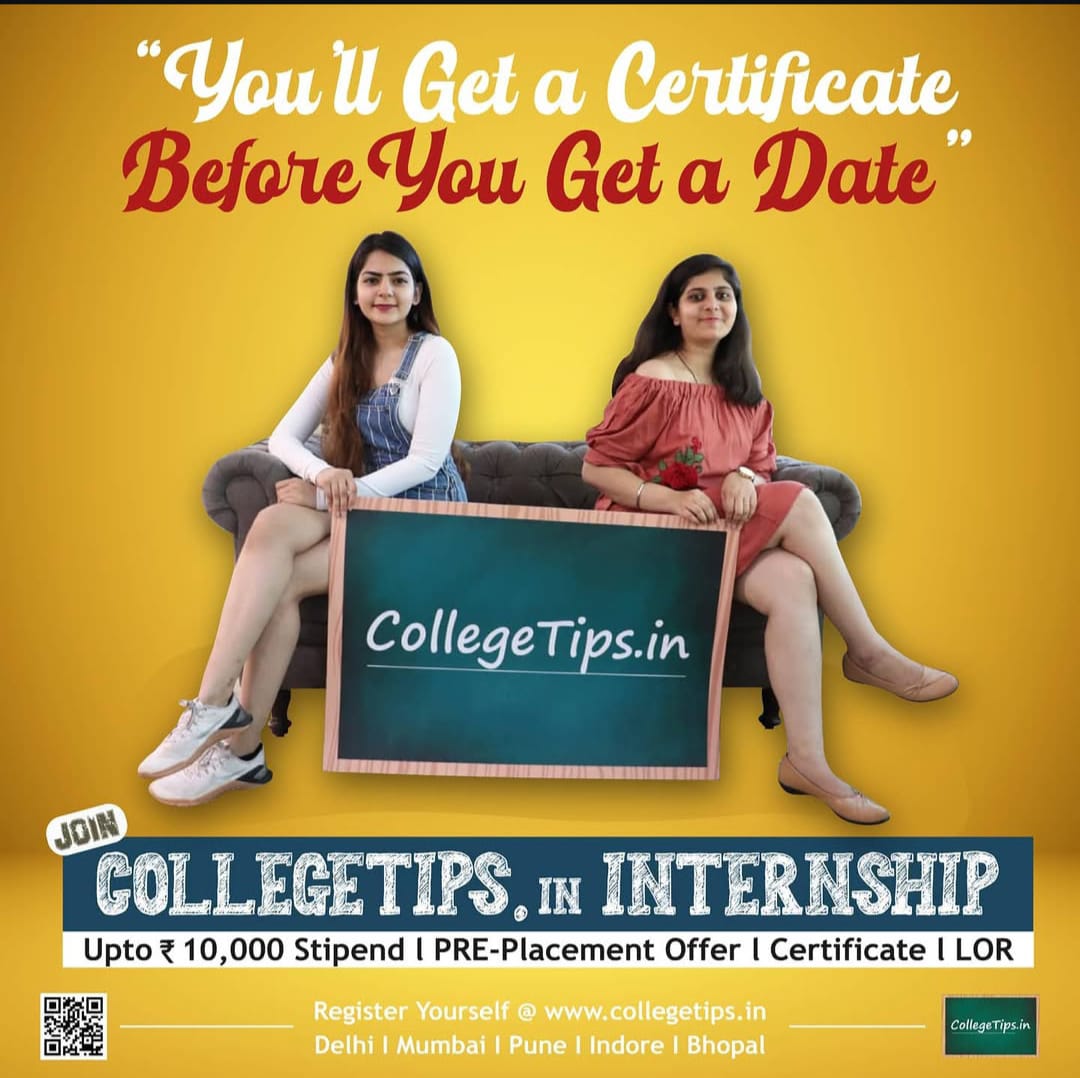 “You'll Get a Certificate
Before You Get a Date”
CollegeTips.in
JOIN
COLLEGETIPS.IN INTERNSHIP
Upto ₹ 10,000 Stipend l PRE-Placement Offer l Certificate l LOR
Register Yourself @ www.collegetips.in
Delhi l Mumbai l Pune l Indore l Bhopal
CollegeTips.in